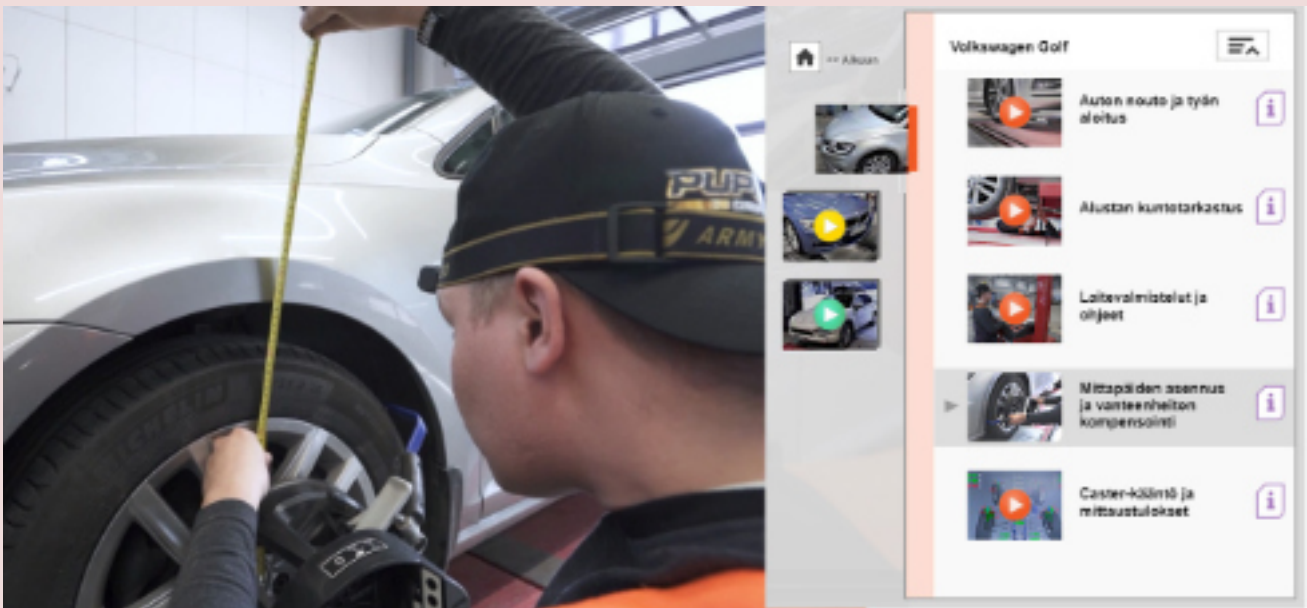 PUP
ARMY
MICHELIN
<< Alkuun
Volkswagen Golf
Auton nouto ja työn
aloitus
Alustan kuntotarkastus
Laitevalmistelut ja
ohjeet
Mittapäiden asennus
ja vanteenheiton
kompensointi
Caster-kääntö ja
mittaustulokset